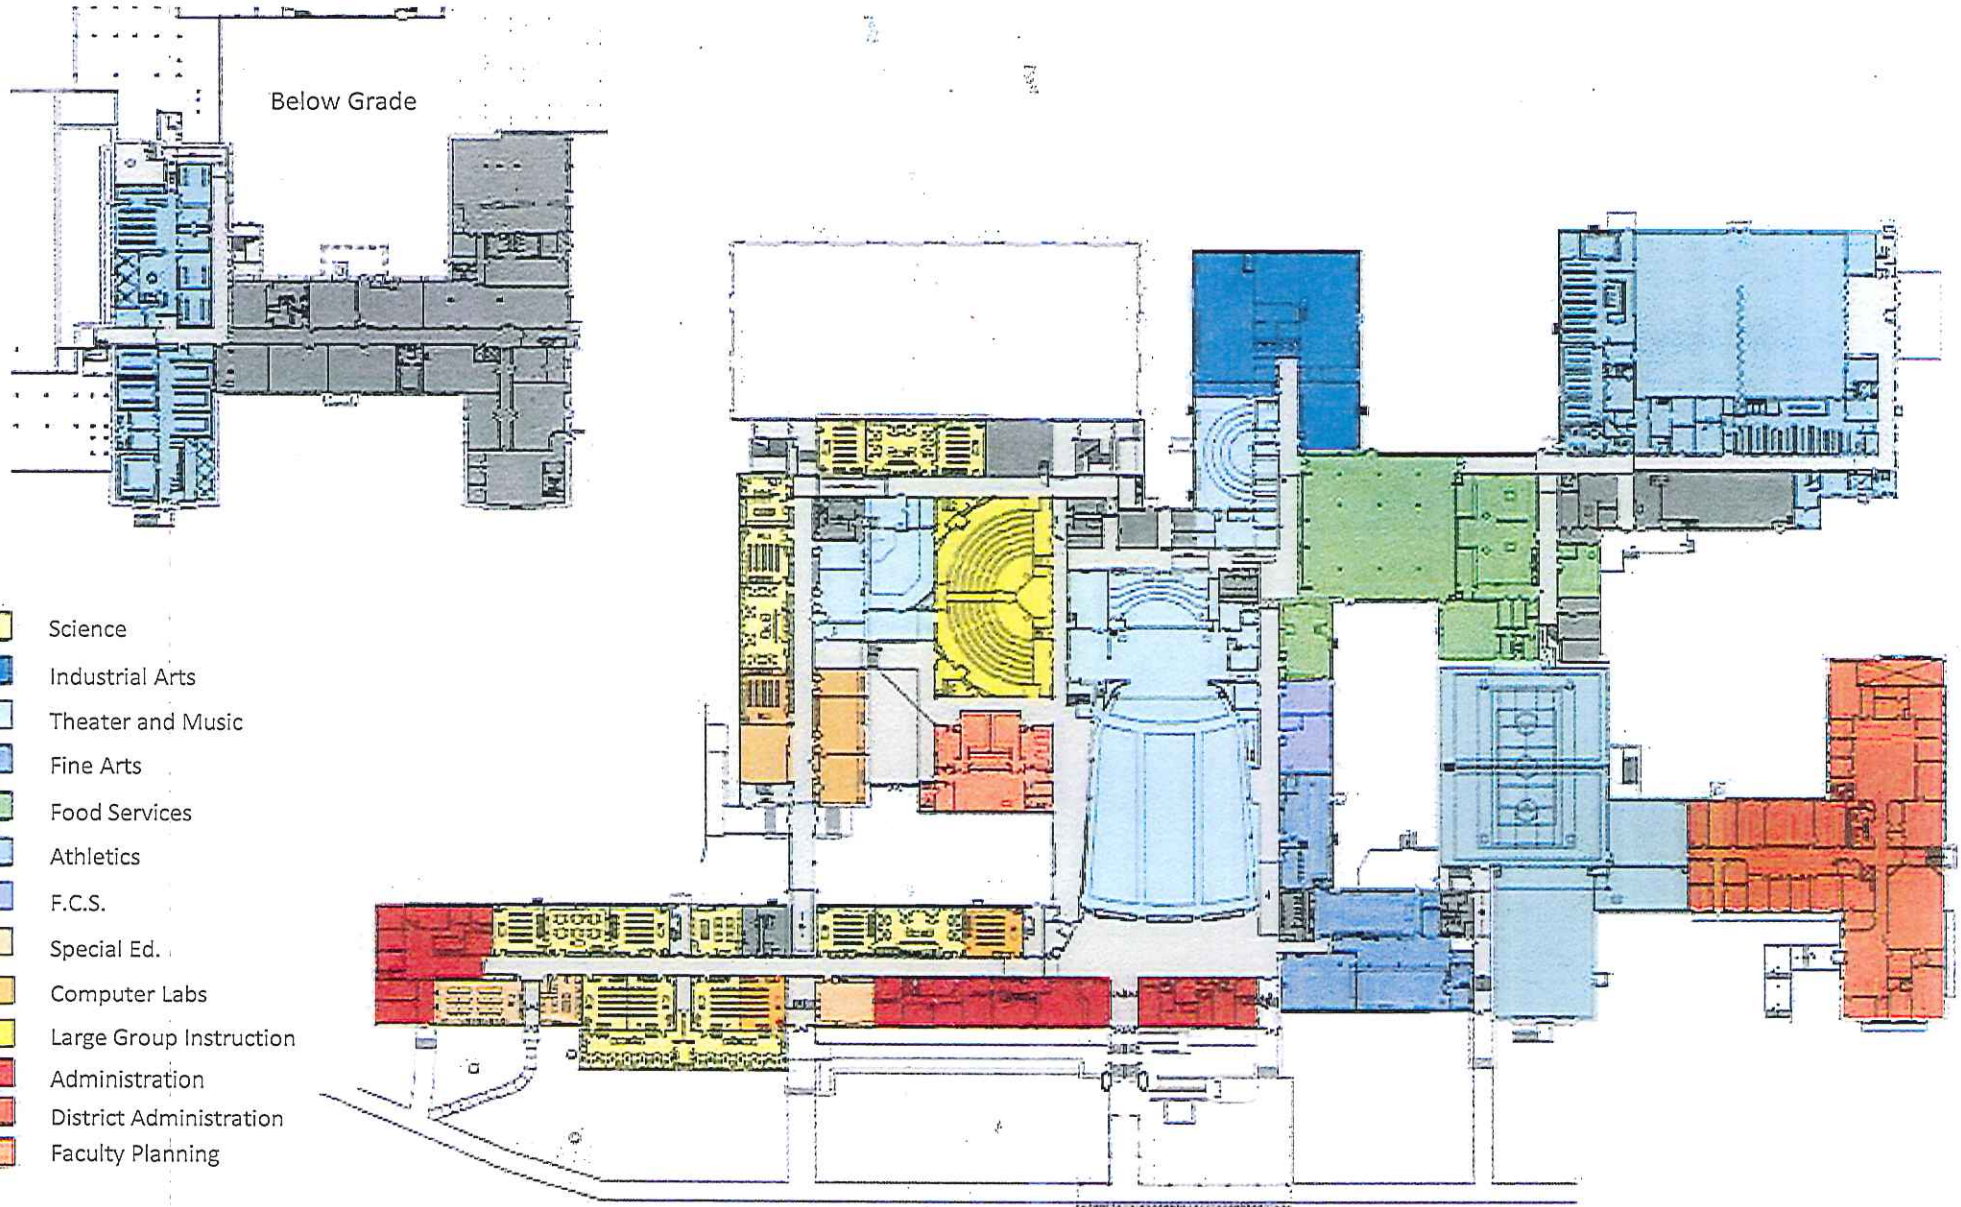 Below Grade
Science
Industrial Arts
Theater and Music
Fine Arts
Food Services
Athletics
F.C.S.
Special Ed.
Computer Labs
Large Group Instruction
Administration
District Administration
Faculty Planning